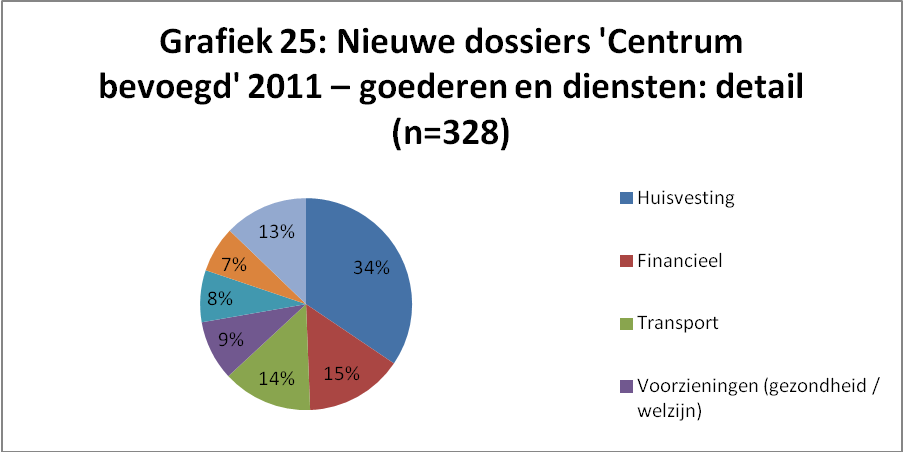 Grafiek 25: Nieuwe dossiers 'Centrum
bevoegd' 2011 – goederen en diensten: detail
(n=328)
13%
34%
7%
8%
9%
14%
15%
Huisvesting
Financieel
Transport
Voorzieningen (gezondheid /
welzijn)